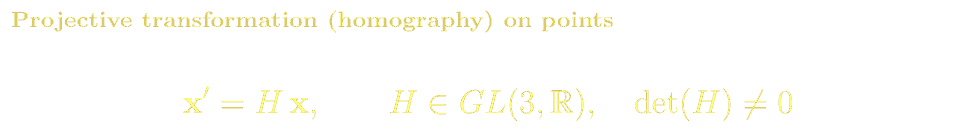 Projective transformation (homography) on points
x′ = H x, H ∈ GL(3, ℝ), det(H) ≠ 0